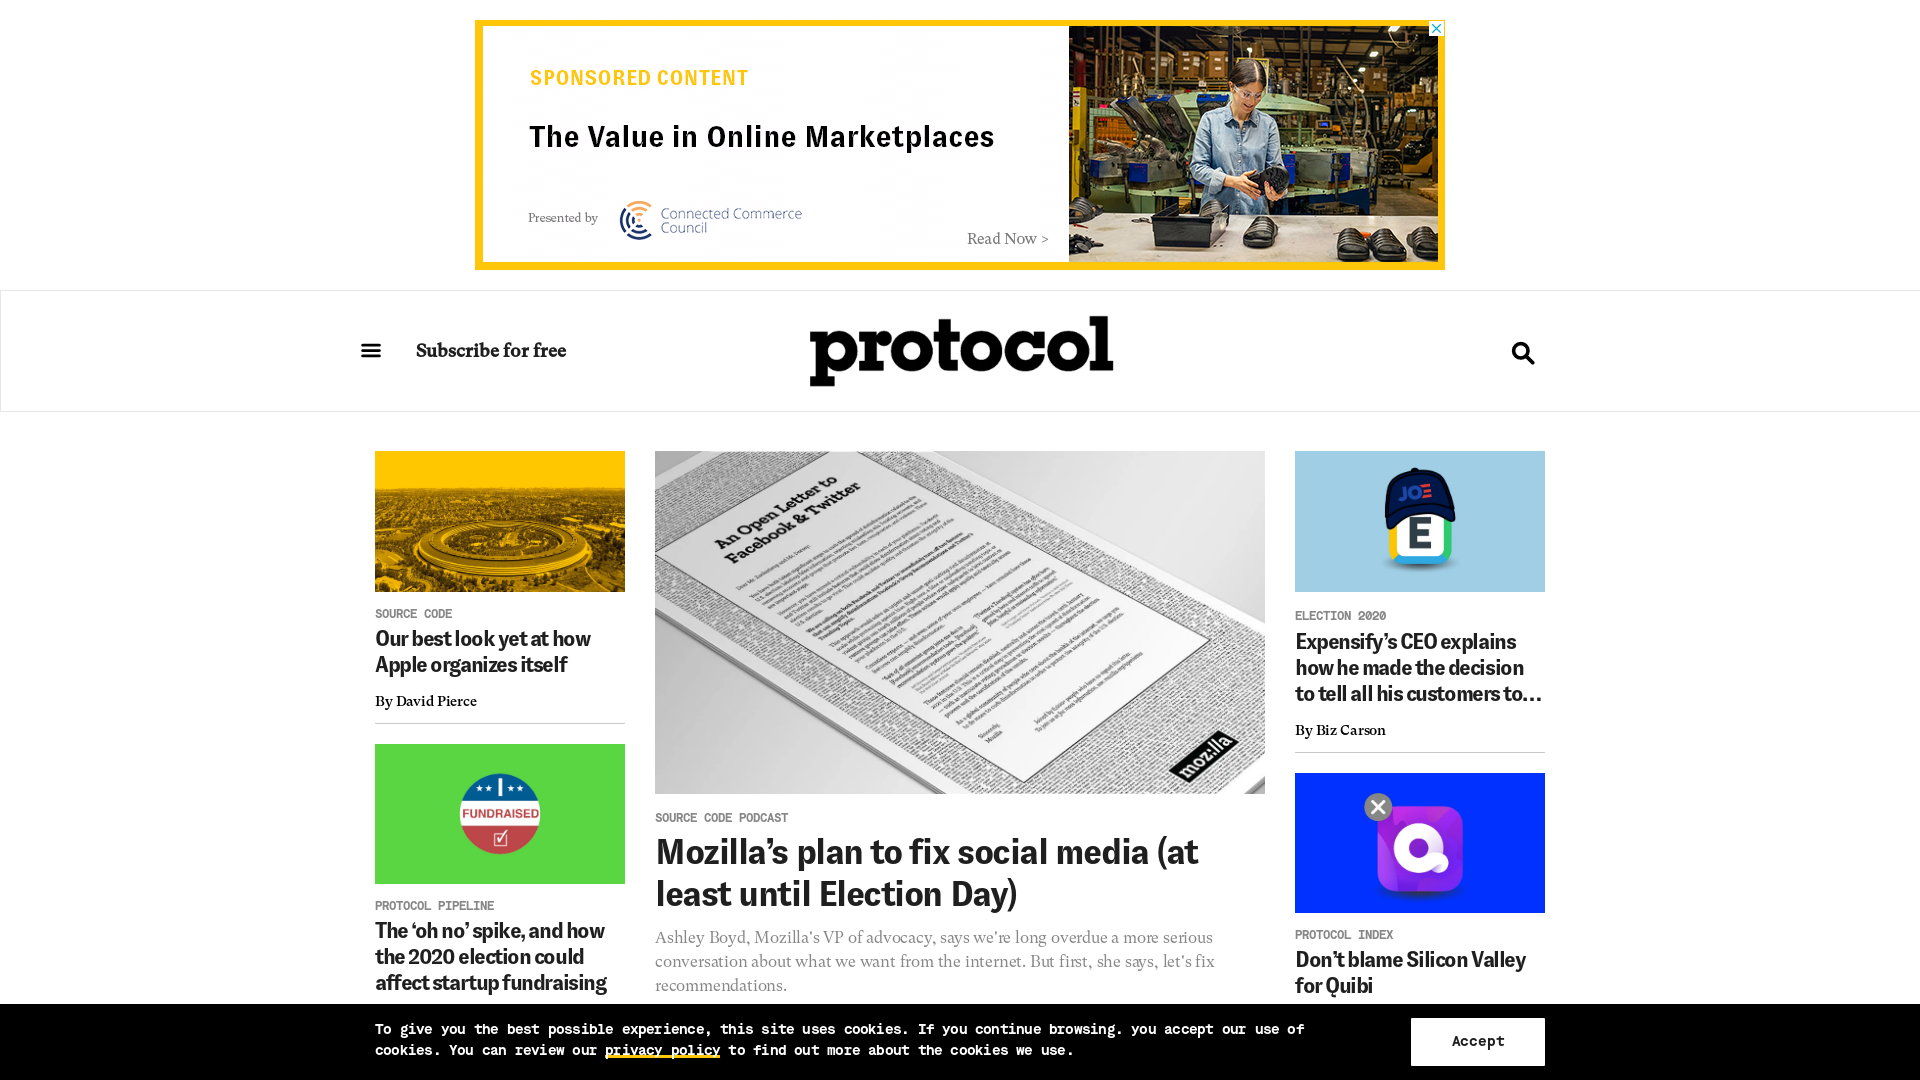 SPONSORED CONTENT
The Value in Online Marketplaces
Presented by
Connected Commerce
Council
Read Now >
Subscribe for free
protocol
SOURCE CODE
Our best look yet at how
Apple organizes itself
By David Pierce
FUNDRAISED
PROTOCOL PIPELINE
The ‘oh no’ spike, and how
the 2020 election could
affect startup fundraising
An Open Letter to
Facebook & Twitter
moz://a
SOURCE CODE PODCAST
Mozilla’s plan to fix social media (at
least until Election Day)
Ashley Boyd, Mozilla's VP of advocacy, says we're long overdue a more serious
conversation about what we want from the internet. But first, she says, let's fix
recommendations.
JOE
E
ELECTION 2020
Expensify’s CEO explains
how he made the decision
to tell all his customers to…
By Biz Carson
PROTOCOL INDEX
Don’t blame Silicon Valley
for Quibi
To give you the best possible experience, this site uses cookies. If you continue browsing. you accept our use of
cookies. You can review our privacy policy to find out more about the cookies we use.
Accept